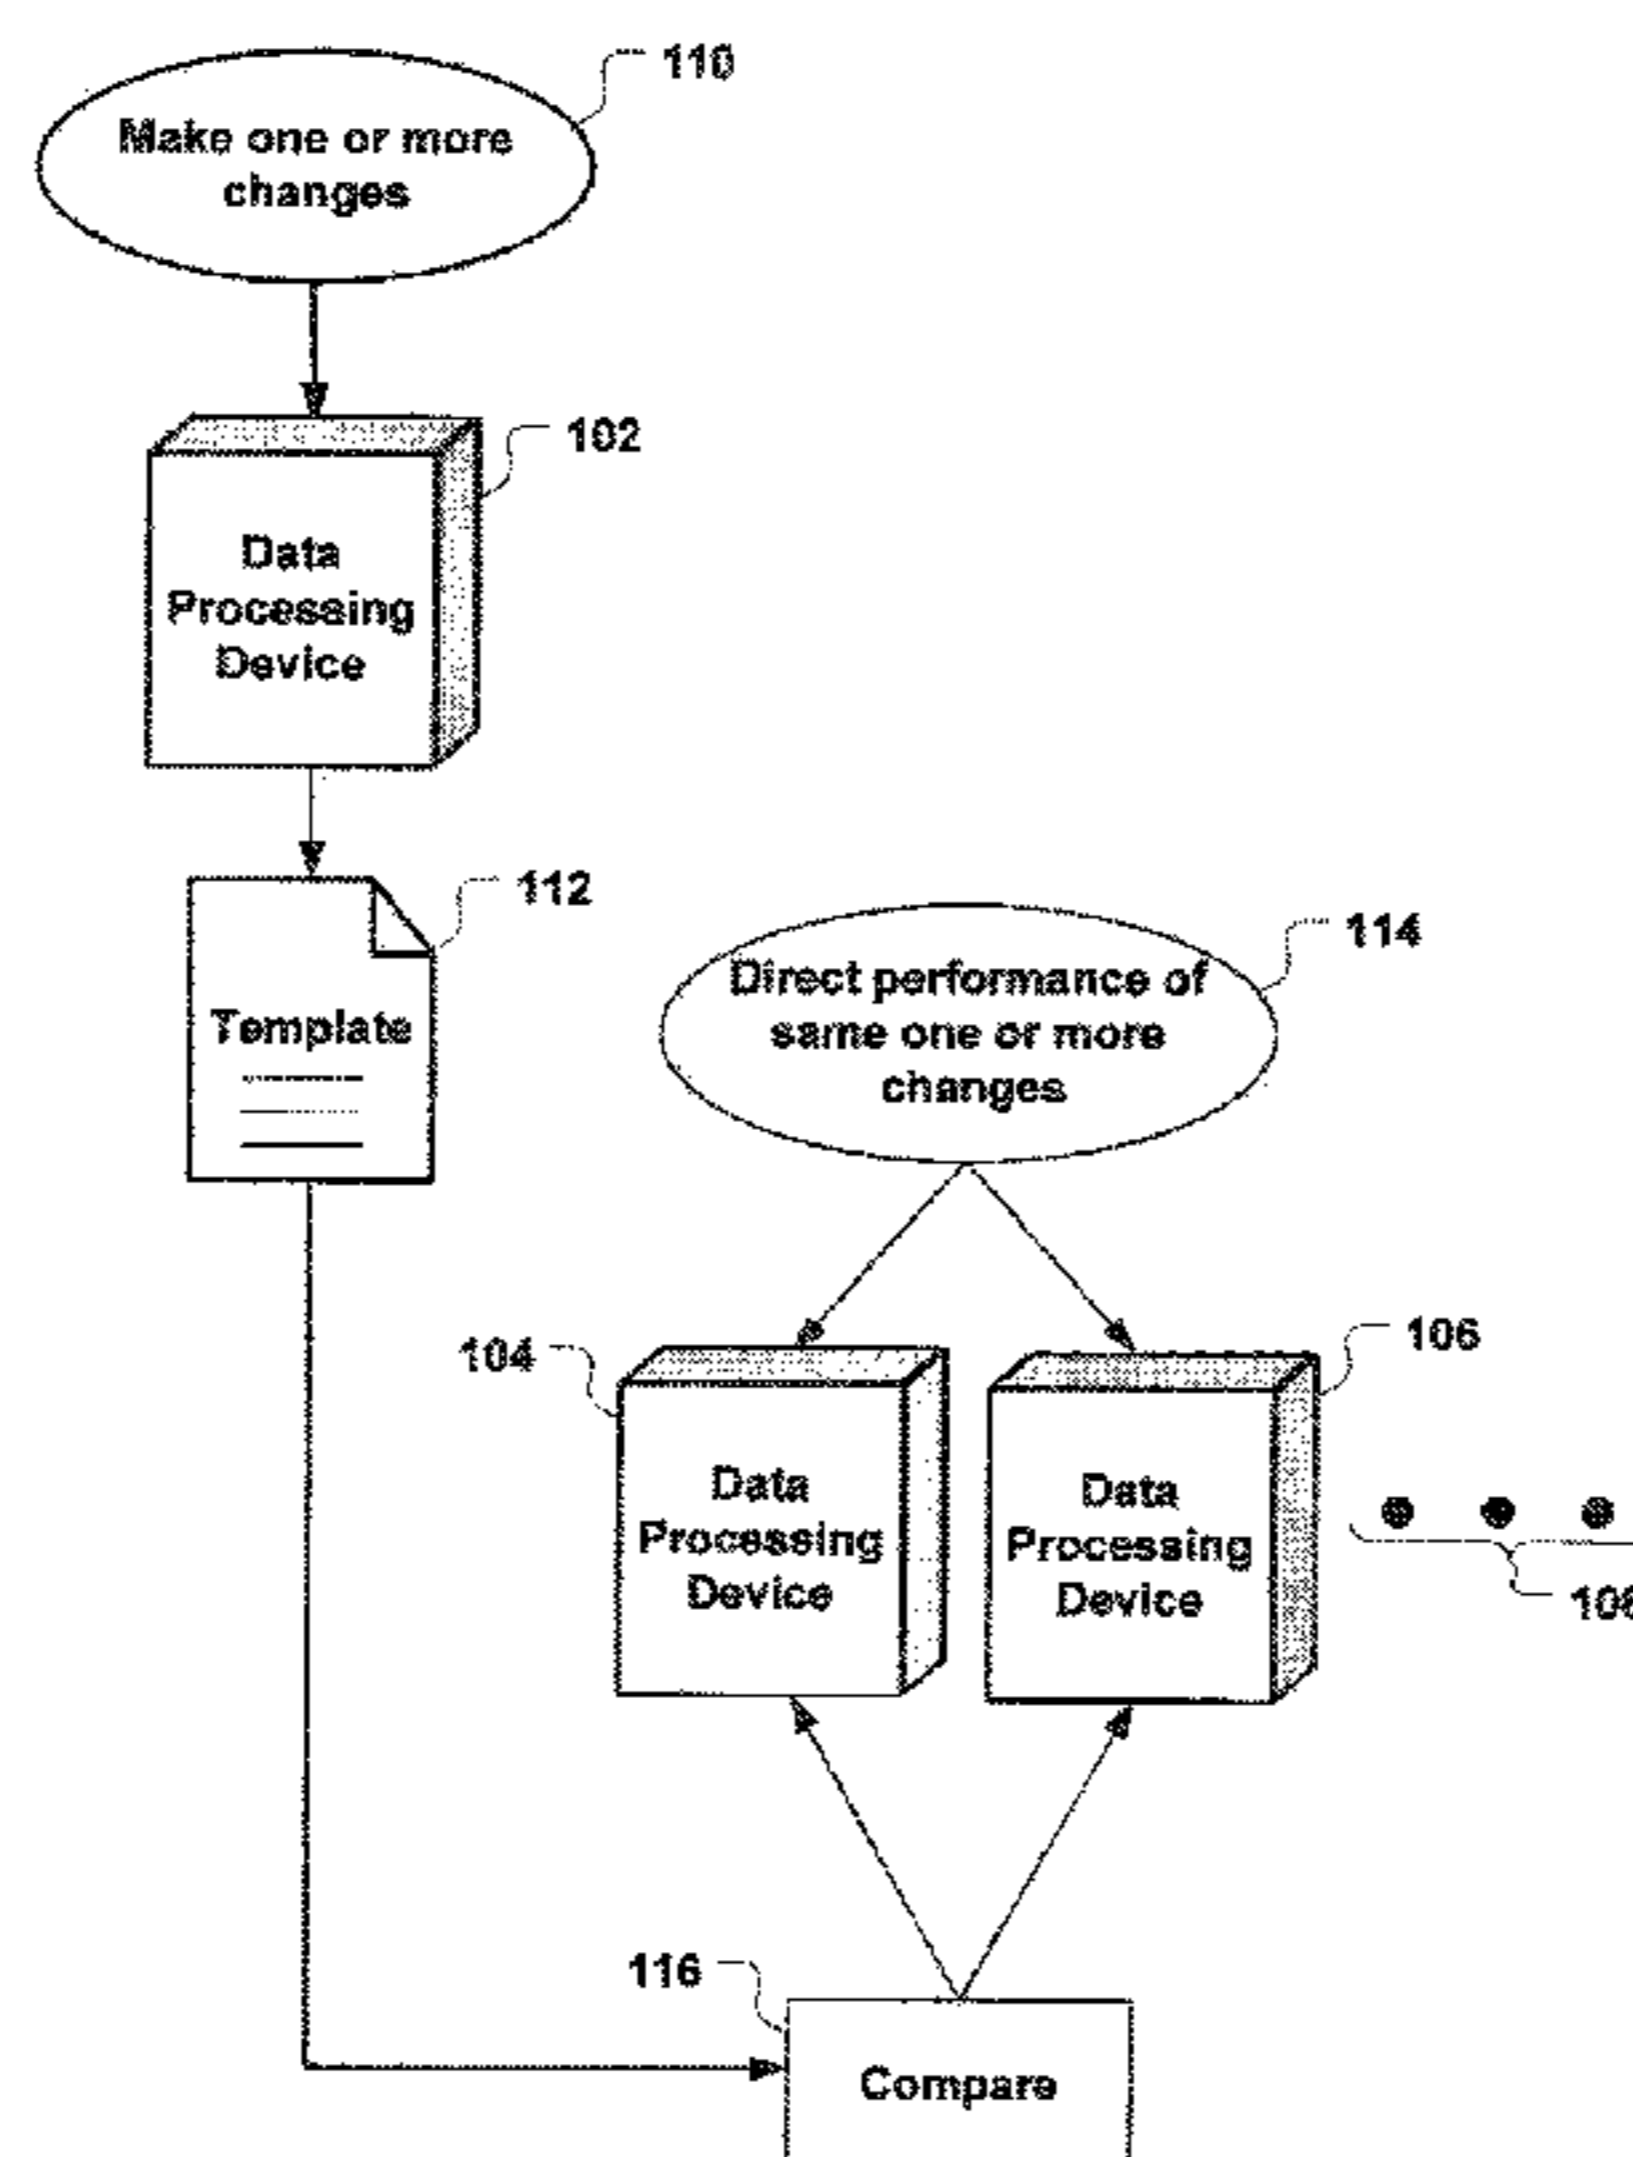 110
Make one or more
changes
102
Data
Processing
Device
112
Template
114
Direct performance of
same one or more
changes
104
106
Data
Processing
Device
Data
Processing
Device
116
Compare